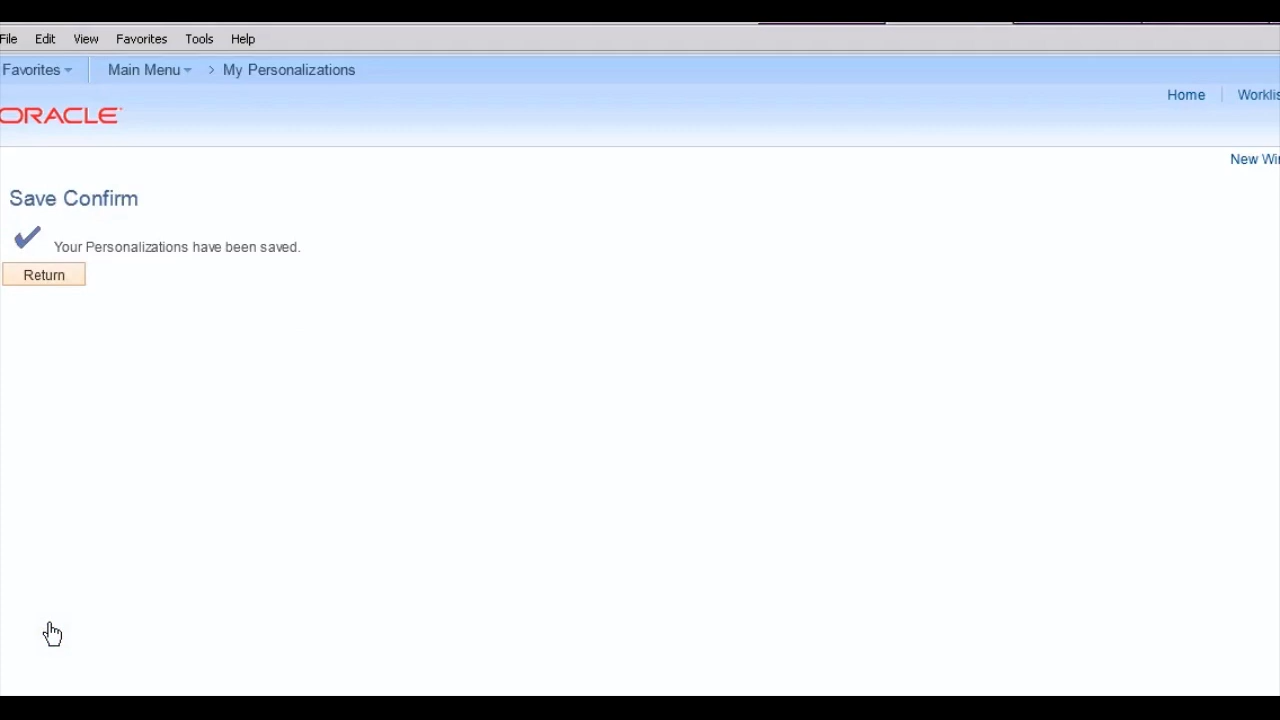 File Edit View Favorites Tools Help
Favorites Main Menu > My Personalizations
Home
ORACLE
New
Save Confirm
Your Personalizations have been saved.
Return